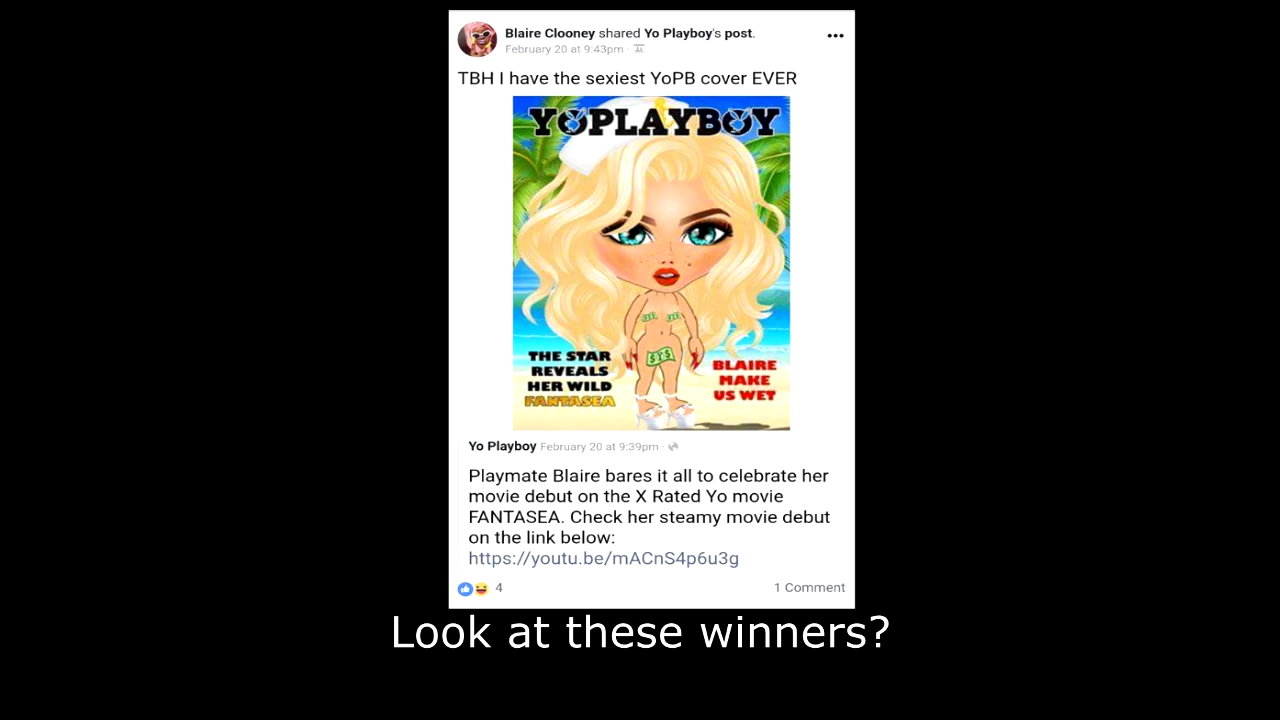 Blaire Clooney shared Yo Playboy's post.
February 20 at 9:43pm ·
TBH I have the sexiest YoPB cover EVER
YOPLAYBOY
THE STAR
REVEALS
HER WILD
FANTASEA
BLAIRE
MAKE
US WET
Yo Playboy February 20 at 9:39pm ·
Playmate Blaire bares it all to celebrate her
movie debut on the X Rated Yo movie
FANTASEA. Check her steamy movie debut
on the link below:
https://youtu.be/mACnS4p6u3g
4
1 Comment
Look at these winners?